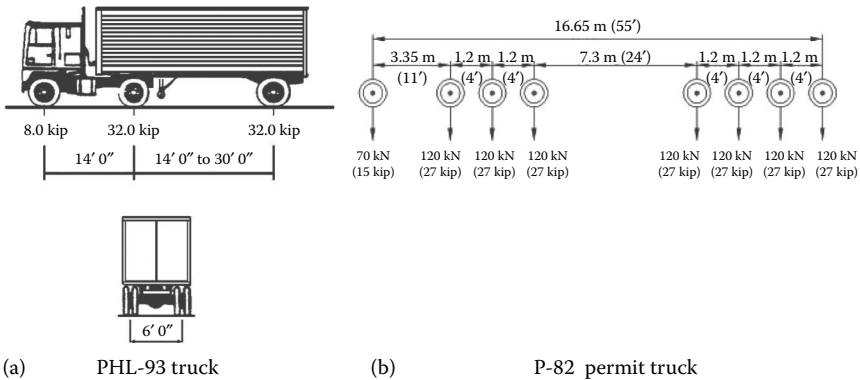 16.65 m (55′)
3.35 m 1.2 m 1.2 m 7.3 m (24′) 1.2 m 1.2 m 1.2 m
(11′) (4′) (4′) (4′) (4′) (4′)
8.0 kip 32.0 kip 32.0 kip
14′ 0″ 14′ 0″ to 30′ 0″
70 kN 120 kN 120 kN 120 kN 120 kN 120 kN 120 kN 120 kN
(15 kip) (27 kip) (27 kip) (27 kip) (27 kip) (27 kip) (27 kip) (27 kip)
6′ 0″
(a) PHL-93 truck (b) P-82 permit truck